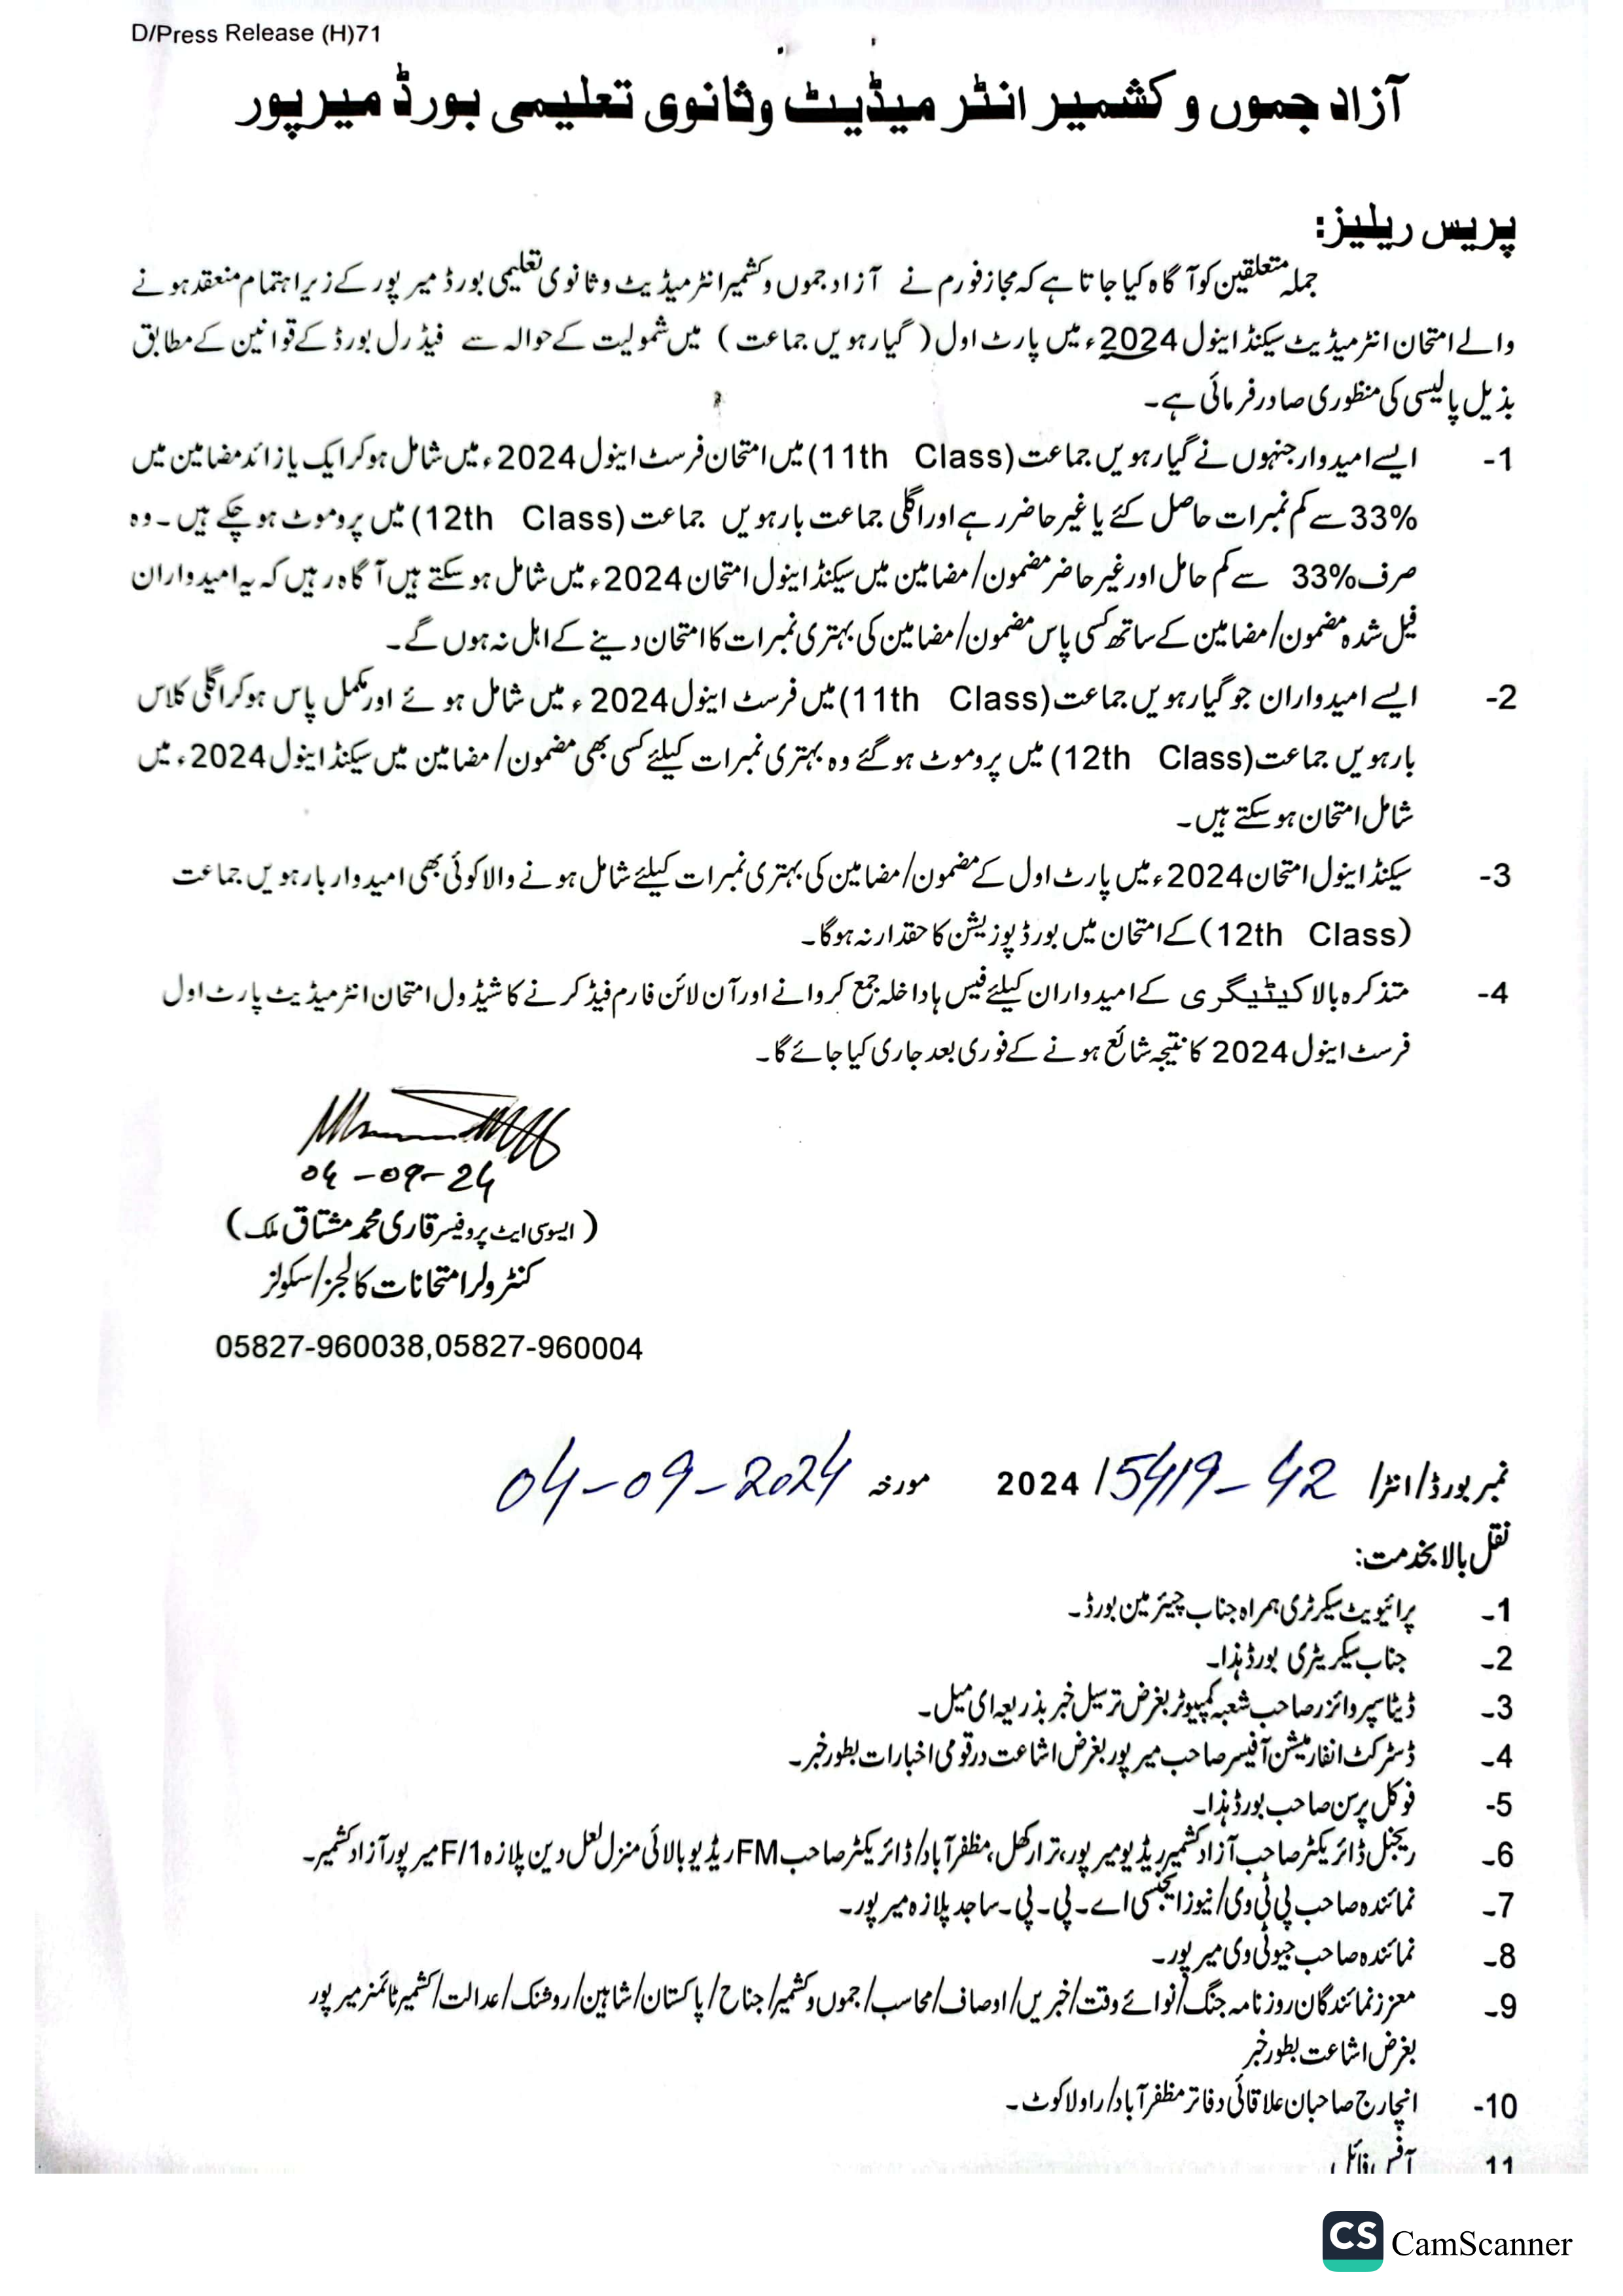 D/Press Release (H)71
آزاد جموں و کشمیر انٹر میڈیٹ و ثانوی تعلیمی بورڈ میرپور
پریس ریلیز:
جملہ متعلقین کو آگاہ کیا جاتا ہے کہ مجاز فورم نے آزاد جموں و کشمیر انٹر میڈیٹ و ثانوی تعلیمی بورڈ میرپور کے زیر اہتمام منعقد ہونے
والے امتحان انٹر میڈیٹ سیکنڈ اینول 2024ء میں پارٹ اول (گیارہویں جماعت) میں شمولیت کے حوالہ سے فیڈرل بورڈ کے قوانین کے مطابق
بذیل پالیسی کی منظوری صادر فرمائی ہے۔
1- ایسے امیدوار جنہوں نے گیارہویں جماعت (11th Class) میں امتحان فرسٹ اینول 2024ء میں شامل ہو کر ایک یا زائد مضامین میں
33% سے کم نمبرات حاصل کئے یا غیر حاضر رہے اور اگلی جماعت بارہویں جماعت (12th Class) میں پروموٹ ہو چکے ہیں۔ وہ
صرف 33% سے کم حامل اور غیر حاضر مضمون/مضامین میں سیکنڈ اینول امتحان 2024ء میں شامل ہو سکتے ہیں آگاہ رہیں کہ یہ امیدواران
فیل شدہ مضمون/مضامین کے ساتھ کسی پاس مضمون/مضامین کی بہتری نمبرات کا امتحان دینے کے اہل نہ ہوں گے۔
2- ایسے امیدواران جو گیارہویں جماعت (11th Class) میں فرسٹ اینول 2024ء میں شامل ہوئے اور مکمل پاس ہو کر اگلی کلاس
بارہویں جماعت (12th Class) میں پروموٹ ہو گئے وہ بہتری نمبرات کیلئے کسی بھی مضمون/مضامین میں سیکنڈ اینول 2024ء میں
شامل امتحان ہو سکتے ہیں۔
3- سیکنڈ اینول امتحان 2024ء میں پارٹ اول کے مضمون/مضامین کی بہتری نمبرات کیلئے شامل ہونے والا کوئی بھی امیدوار بارہویں جماعت
(12th Class) کے امتحان میں بورڈ پوزیشن کا حقدار نہ ہوگا۔
4- متذکرہ بالا کیٹیگری کے امیدواران کیلئے فیس ہا داخلہ جمع کروانے اور آن لائن فارم فیڈ کرنے کا شیڈول امتحان انٹر میڈیٹ پارٹ اول
فرسٹ اینول 2024 کا نتیجہ شائع ہونے کے فوری بعد جاری کیا جائے گا۔
04-09-24
(ایسوسی ایٹ پروفیسر قاری محمد مشتاق ملک)
کنٹرولر امتحانات کالجز/سکولز
05827-960038,05827-960004
نمبر بورڈ/انٹر/ 15419-42/ 2024 مورخہ 04-09-2024
نقل بالا بخدمت:
1۔ پرائیویٹ سیکرٹری ہمراہ جناب چیئرمین بورڈ۔
2۔ جناب سیکریٹری بورڈ ہذا۔
3۔ ڈیٹا سپروائزر صاحب شعبہ کمپیوٹر بغرض ترسیل خبر بذریعہ ای میل۔
4۔ ڈسٹرکٹ انفارمیشن آفیسر صاحب میرپور بغرض اشاعت در قومی اخبارات بطور خبر۔
5- فوکل پرسن صاحب بورڈ ہذا۔
6۔ ریجنل ڈائریکٹر صاحب آزاد کشمیر ریڈیو میرپور، تراڑکھل، مظفر آباد/ڈائریکٹر صاحب FM ریڈیو بالائی منزل لعل دین پلازہ F/1 میرپور آزاد کشمیر۔
7۔ نمائندہ صاحب پی ٹی وی/نیوز ایجنسی اے۔پی۔پی۔ ساجد پلازہ میرپور۔
8۔ نمائندہ صاحب جیو ٹی وی میرپور۔
9۔ معزز نمائندگان روزنامہ جنگ/نوائے وقت/خبریں/اوصاف/محاسب/جموں و کشمیر/جناح/پاکستان/شاہین/روشنک/عدالت/کشمیر ٹائمنز میرپور
بغرض اشاعت بطور خبر
10- انچارج صاحبان علاقائی دفاتر مظفر آباد/راولاکوٹ۔
11 آفس فائل
CS CamScanner